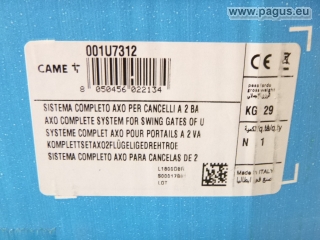 www.pagus.eu
CAME
001U7312
8 050456 022134
CE
KG 29
N 1
SISTEMA COMPLETO AXO PER CANCELLI A 2 BA
AXO COMPLETE SYSTEM FOR SWING GATES OF U
SYSTEME COMPLET AXO POUR PORTAILS A 2 VA
KOMPLETTSETAXO2FLÜGELIGEDREHTROE
SISTEMA COMPLETO AXO PARA CANCELAS DE 2
Made in ITALY